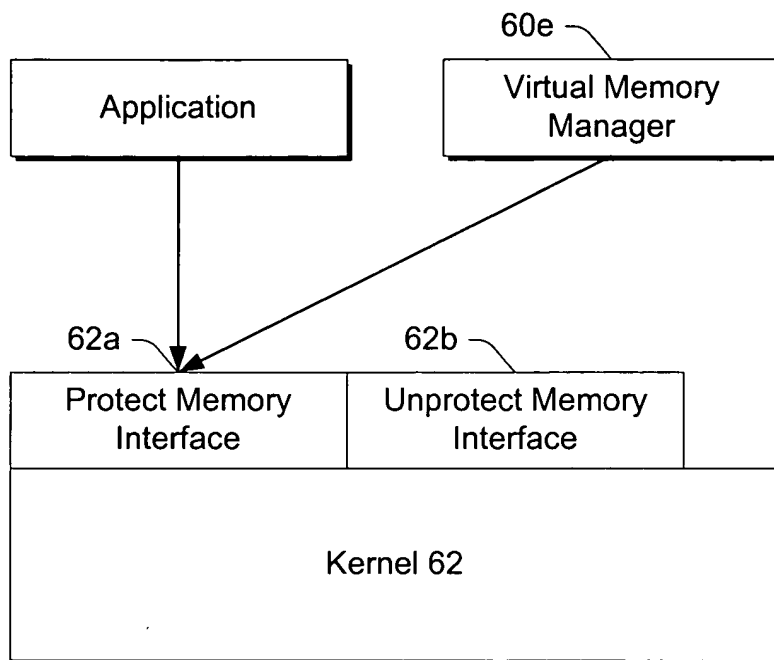 60e
Application
Virtual Memory
Manager
62a
62b
Protect Memory
Interface
Unprotect Memory
Interface
Kernel 62